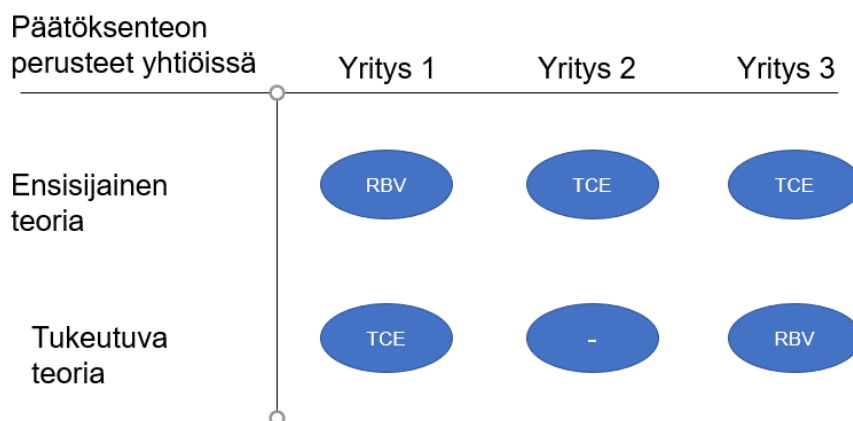 Päätöksenteon
perusteet yhtiöissä
Yritys 1
Yritys 2
Yritys 3
Ensisijainen
teoria
RBV
TCE
TCE
Tukeutuva
teoria
TCE
-
RBV